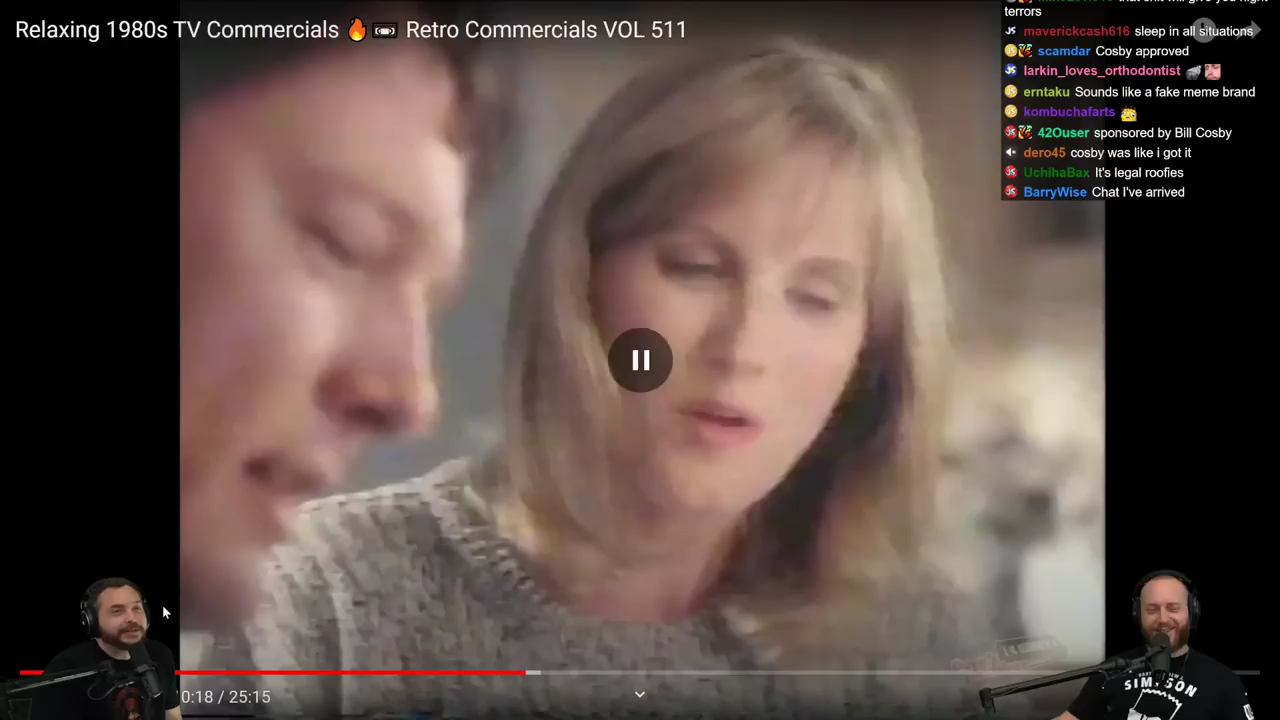 Relaxing 1980s TV Commercials 🔥📼 Retro Commercials VOL 511
terrors
maverickcash616 sleep in all situations
scamdar Cosby approved
larkin_loves_orthodontist
erntaku Sounds like a fake meme brand
kombuchafarts
42Ouser sponsored by Bill Cosby
dero45 cosby was like i got it
UchihaBax It's legal roofies
BarryWise Chat I've arrived
0:18 / 25:15
SIMPSON